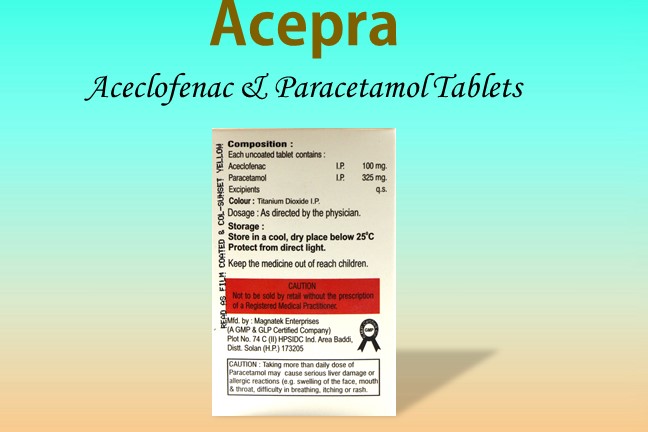 Acepra
Aceclofenac & Paracetamol Tablets
READ AS FILM COATED & COL-SUNSET YELLOW
Composition :
Each uncoated tablet contains :
Aceclofenac I.P. 100 mg.
Paracetamol I.P. 325 mg.
Excipients q.s.
Colour : Titanium Dioxide I.P.
Dosage : As directed by the physician.
Storage :
Store in a cool, dry place below 25°C
Protect from direct light.
Keep the medicine out of reach children.
CAUTION
Not to be sold by retail without the prescription
of a Registered Medical Practitioner.
Mfd. by : Magnatek Enterprises
(A GMP & GLP Certified Company)
Plot No. 74 C (II) HPSIDC Ind. Area Baddi,
Distt. Solan (H.P.) 173205
GMP
CAUTION : Taking more than daily dose of
Paracetamol may cause serious liver damage or
allergic reactions (e.g. swelling of the face, mouth
& throat, difficulty in breathing, itching or rash.